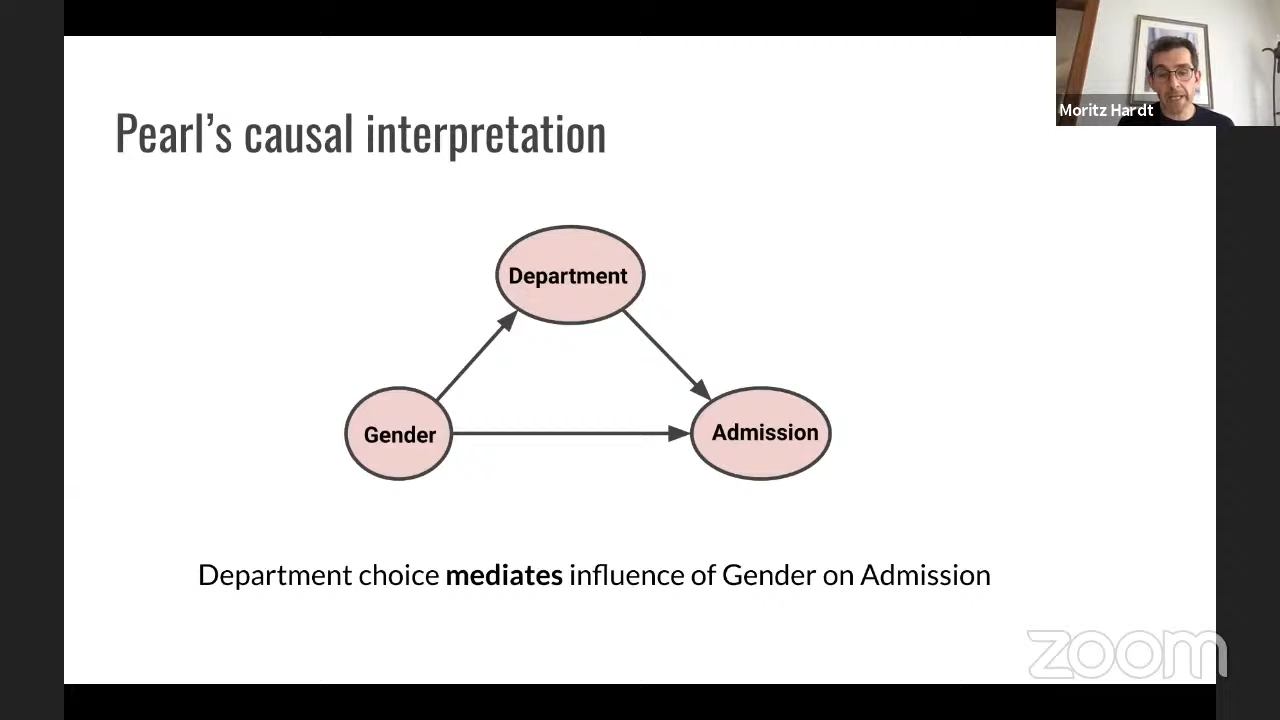 Moritz Hardt
Pearl's causal interpretation
Department
Gender
Admission
Department choice mediates influence of Gender on Admission
zoom